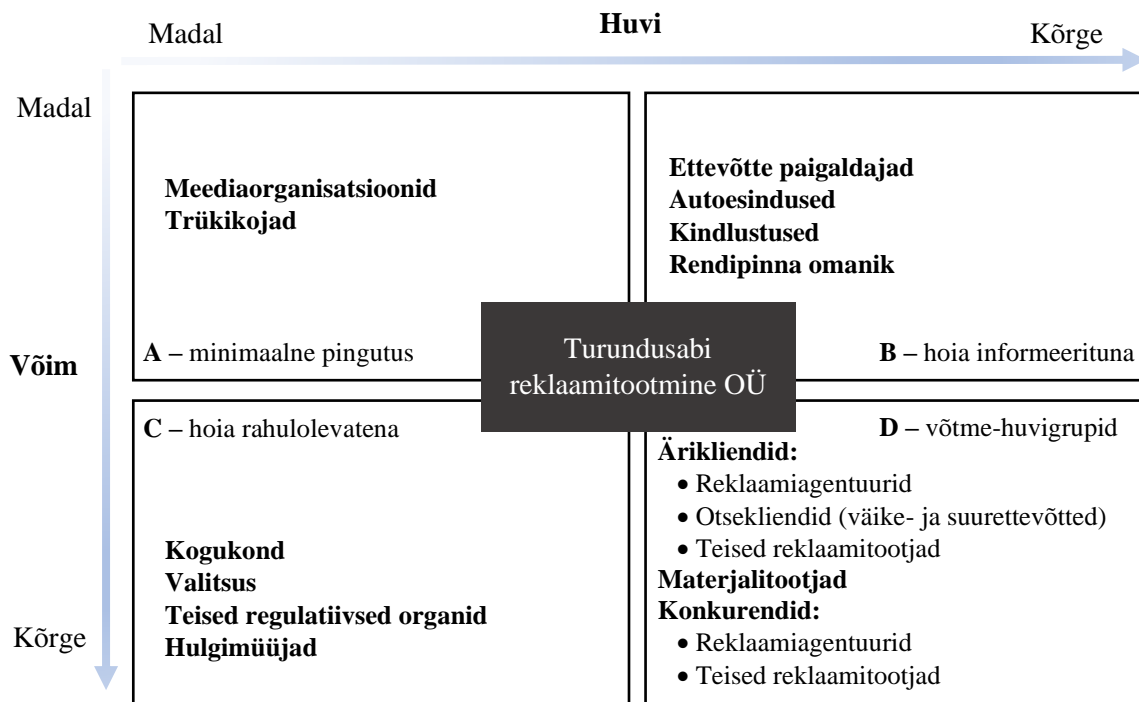 Huvi
Madal
Kõrge
Madal
Meediaorganisatsioonid
Trükikojad
A – minimaalne pingutus
Ettevõtte paigaldajad
Autoesindused
Kindlustused
Rendipinna omanik
B – hoia informeerituna
Võim
Turundusabi
reklaamitootmine OÜ
C – hoia rahulolevatena
Kogukond
Valitsus
Teised regulatiivsed organid
Hulgimüüjad
Kõrge
D – võtme-huvigrupid
Ärikliendid:
• Reklaamiagentuurid
• Otsekliendid (väike- ja suurettevõtted)
• Teised reklaamitootjad
Materjalitootjad
Konkurendid:
• Reklaamiagentuurid
• Teised reklaamitootjad